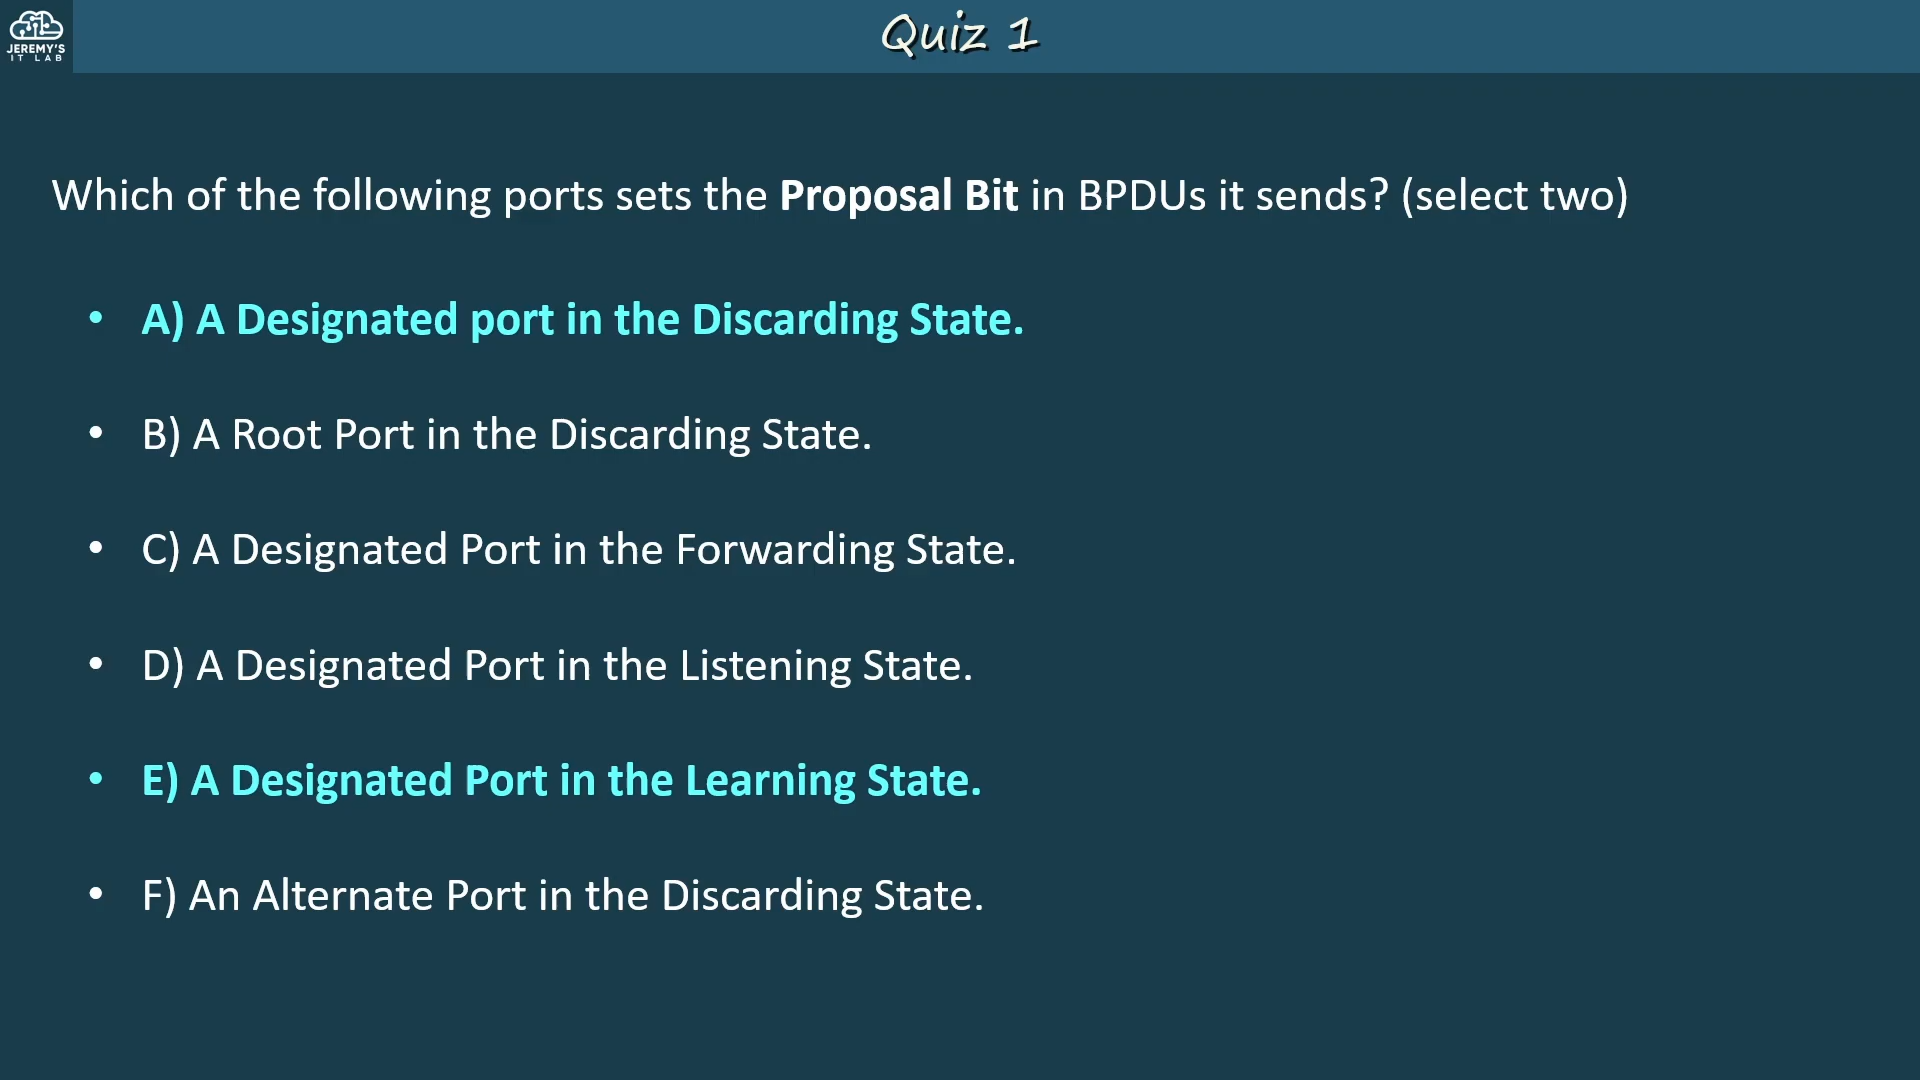 JEREMY'S
IT LAB
Quiz 1
Which of the following ports sets the Proposal Bit in BPDUs it sends? (select two)
• A) A Designated port in the Discarding State.
• B) A Root Port in the Discarding State.
• C) A Designated Port in the Forwarding State.
• D) A Designated Port in the Listening State.
• E) A Designated Port in the Learning State.
• F) An Alternate Port in the Discarding State.